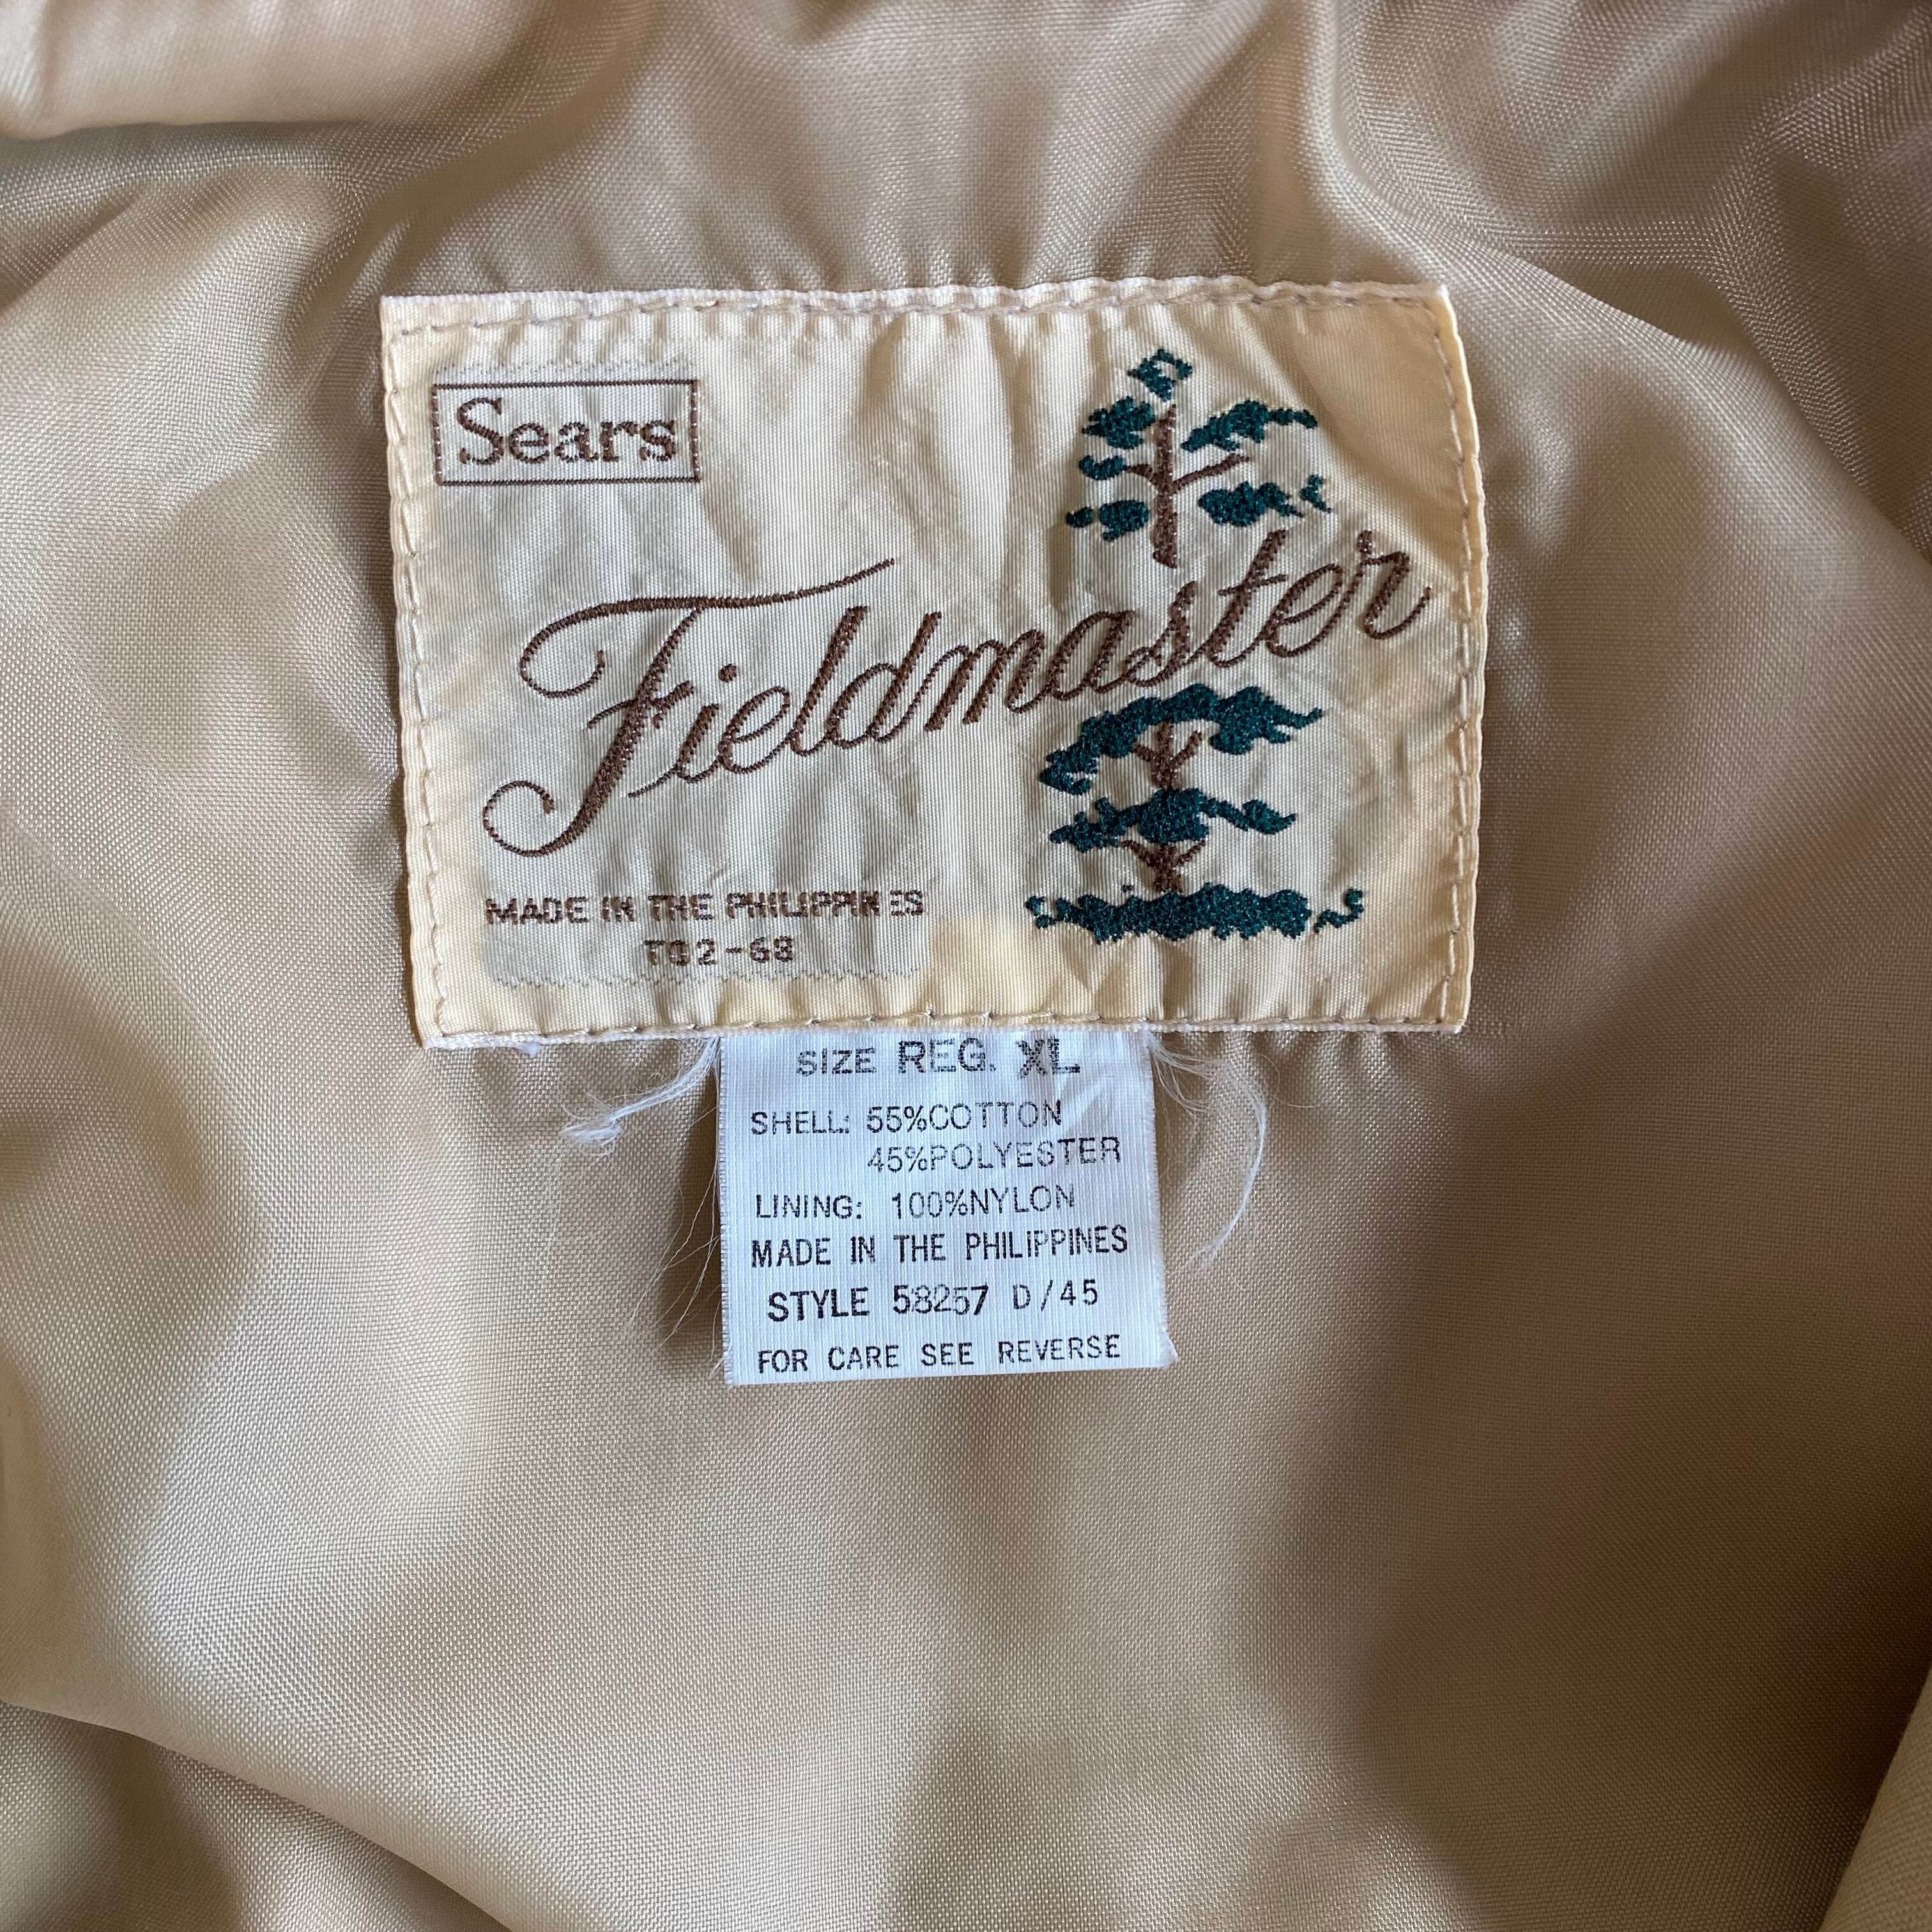 Sears
Fieldmaster
MADE IN THE PHILIPPINES
TG2-68
SIZE REG. XL
SHELL: 55%COTTON
45%POLYESTER
LINING: 100%NYLON
MADE IN THE PHILIPPINES
STYLE 58257 D/45
FOR CARE SEE REVERSE